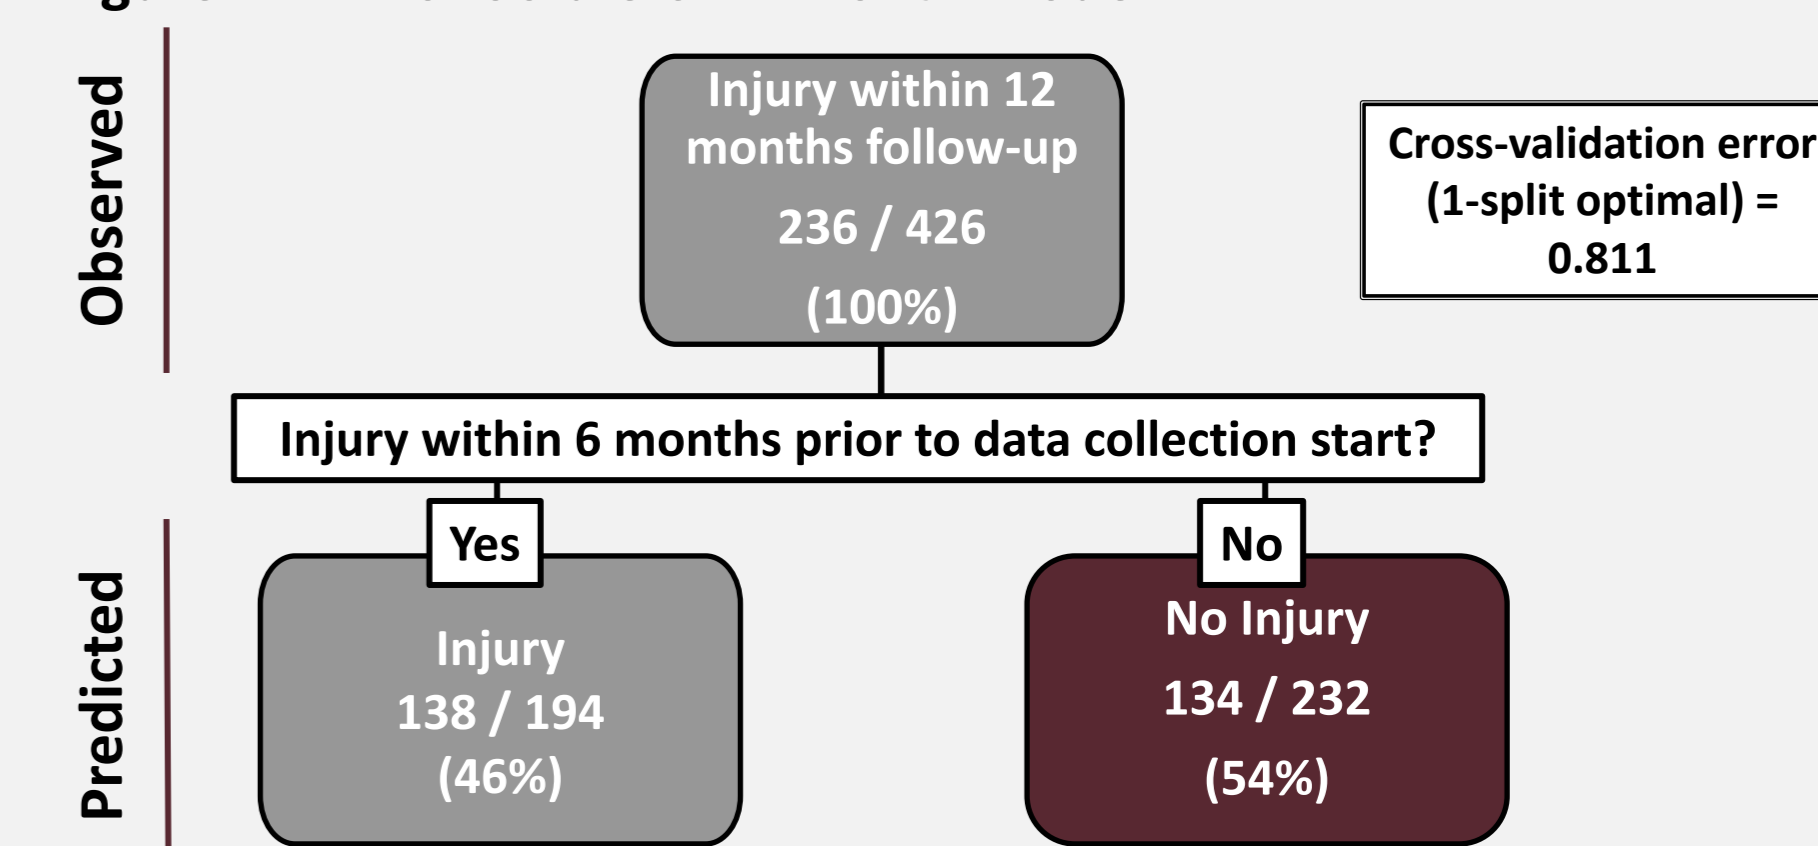 Observed
Injury within 12
months follow-up
236 / 426
(100%)
Cross-validation error
(1-split optimal) =
0.811
Injury within 6 months prior to data collection start?
Yes
No
Predicted
Injury
138 / 194
(46%)
No Injury
134 / 232
(54%)